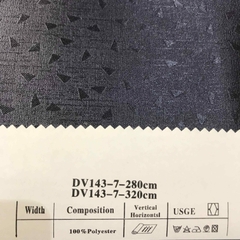 DV143-7-280cm
DV143-7-320cm
Width Composition Vertical Horizontal USGE
100%Polyester